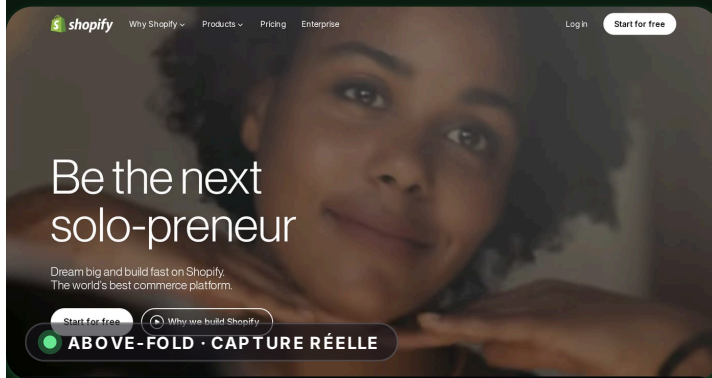 shopify Why Shopify Products Pricing Enterprise Log in Start for free
Be the next
solo-preneur
Dream big and build fast on Shopify.
The world's best commerce platform.
Start for free Why we build Shopify
ABOVE-FOLD · CAPTURE RÉELLE